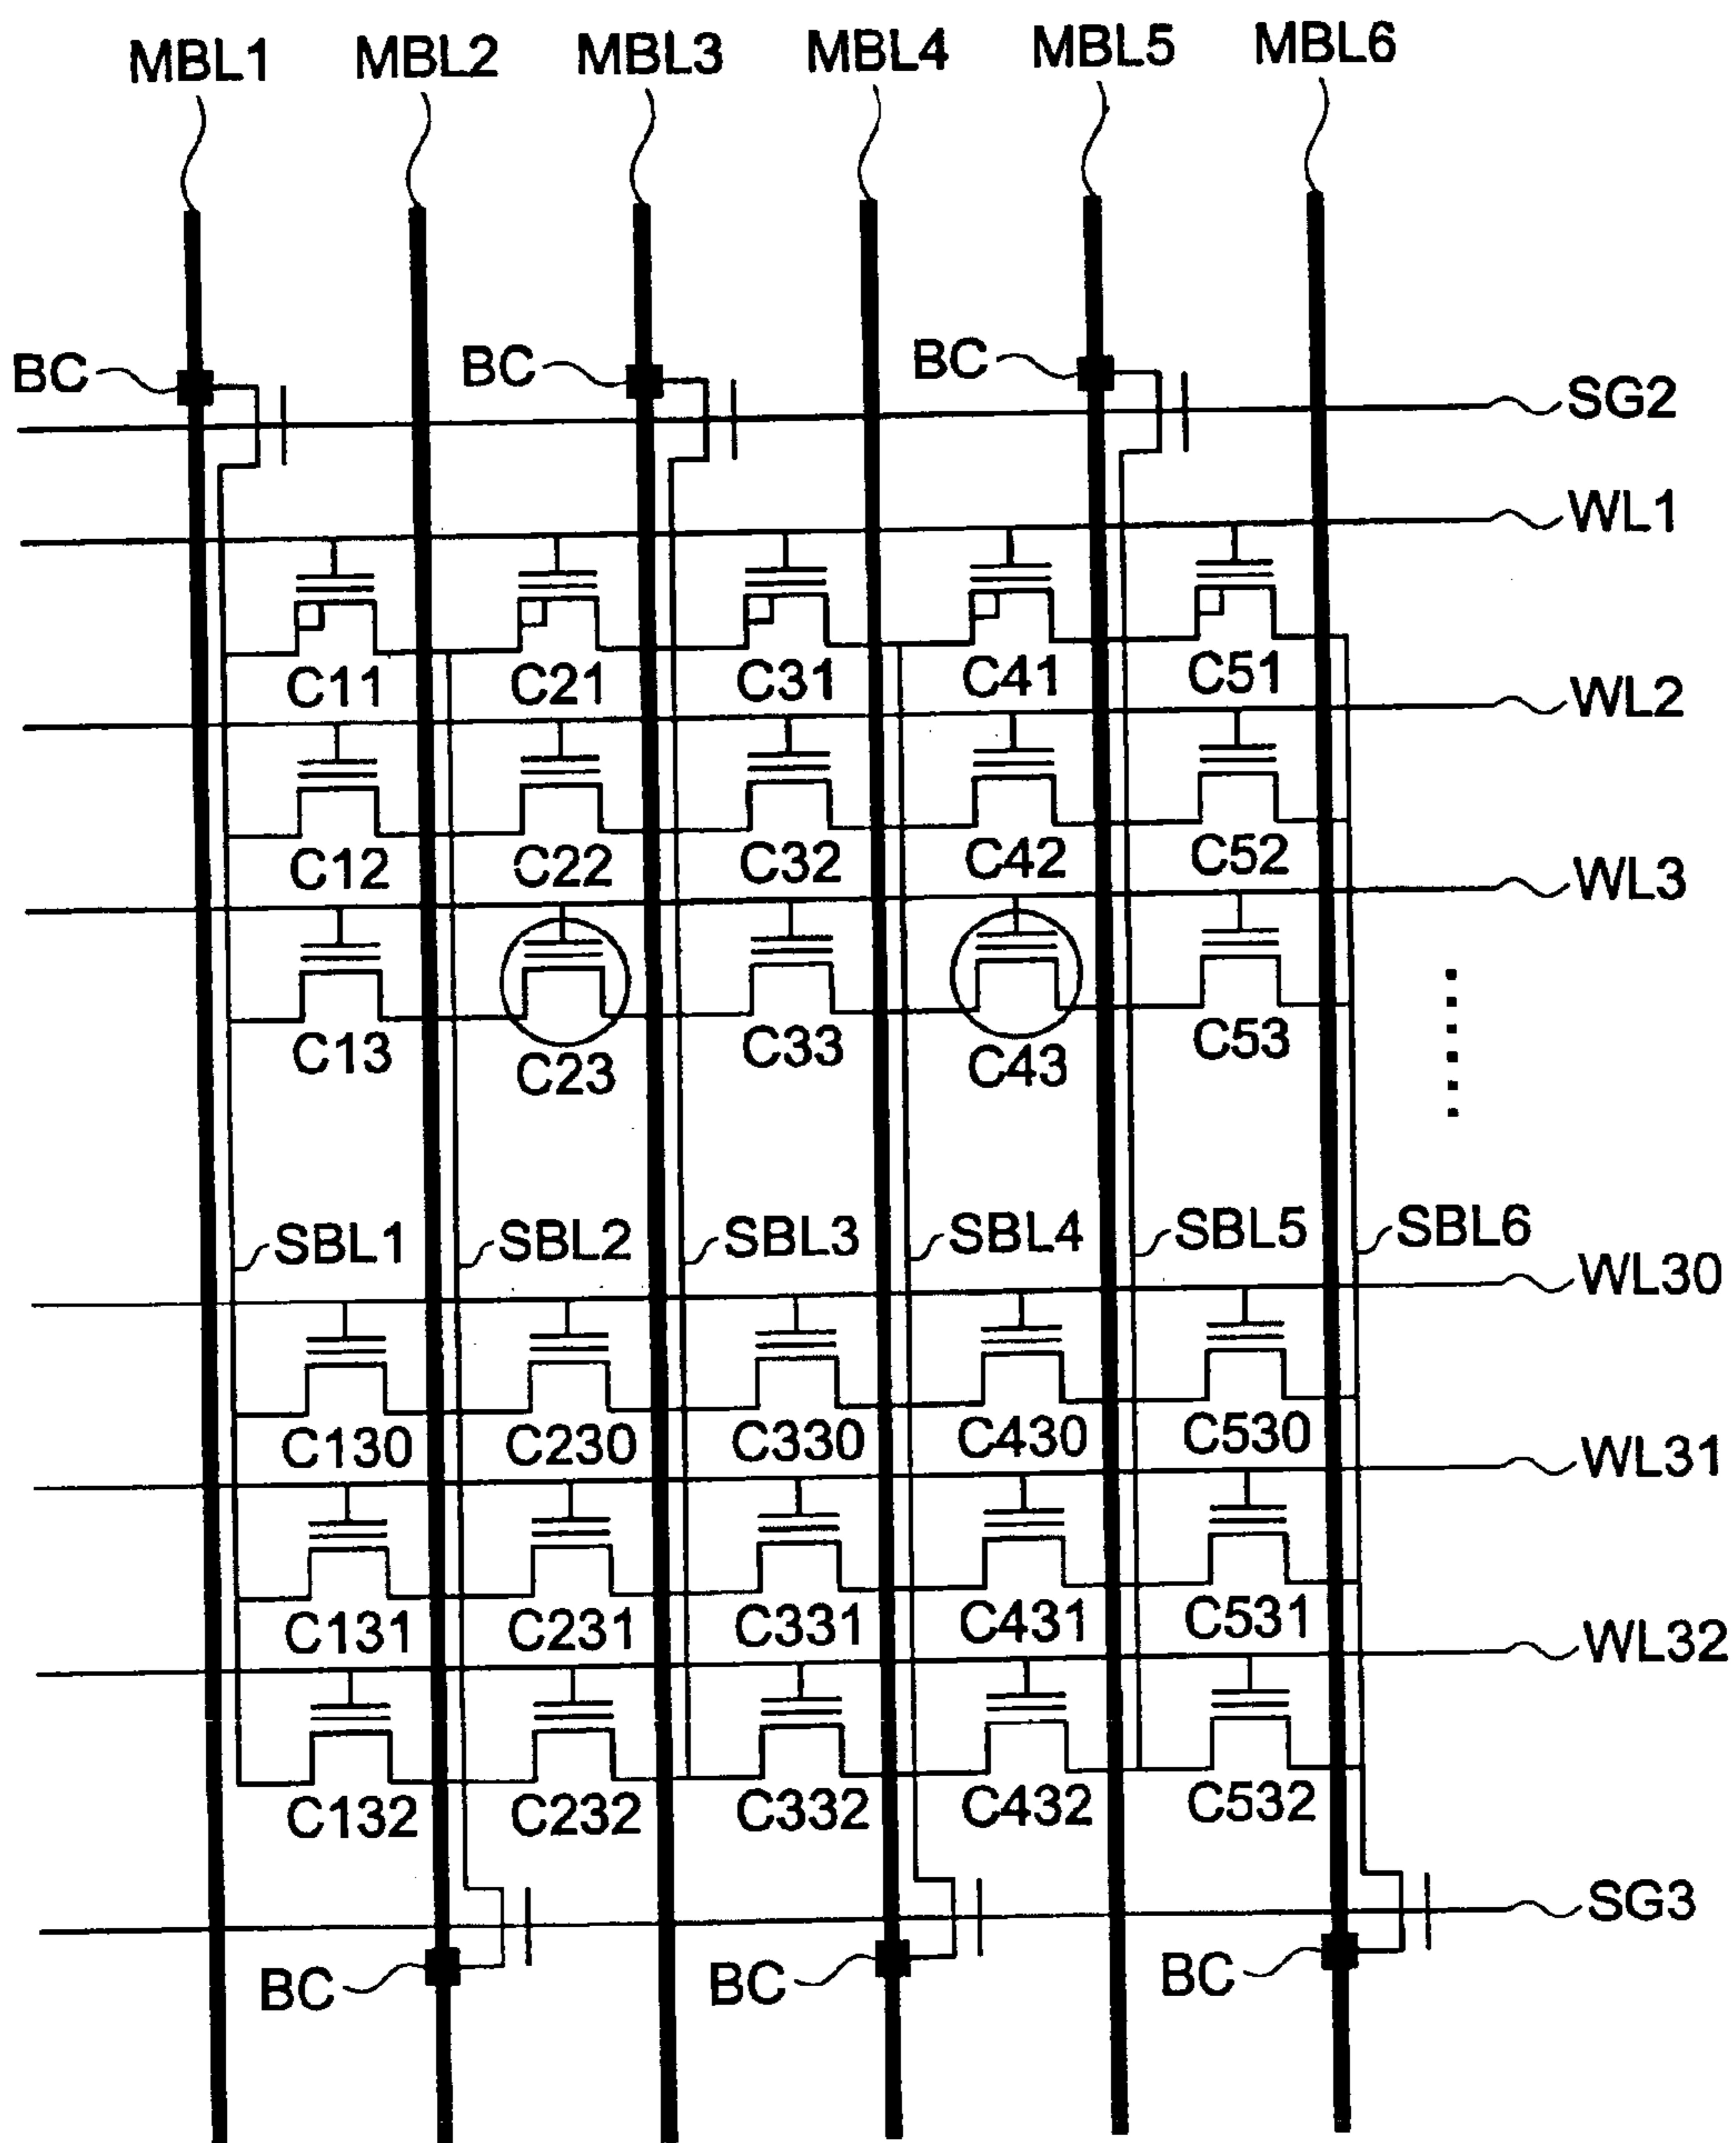 MBL1 MBL2 MBL3 MBL4 MBL5 MBL6
BC BC BC SG2
WL1
C11 C21 C31 C41 C51
WL2
C12 C22 C32 C42 C52
WL3
C13 C23 C33 C43 C53
SBL1 SBL2 SBL3 SBL4 SBL5 SBL6
WL30
C130 C230 C330 C430 C530
WL31
C131 C231 C331 C431 C531
WL32
C132 C232 C332 C432 C532
SG3
BC BC BC